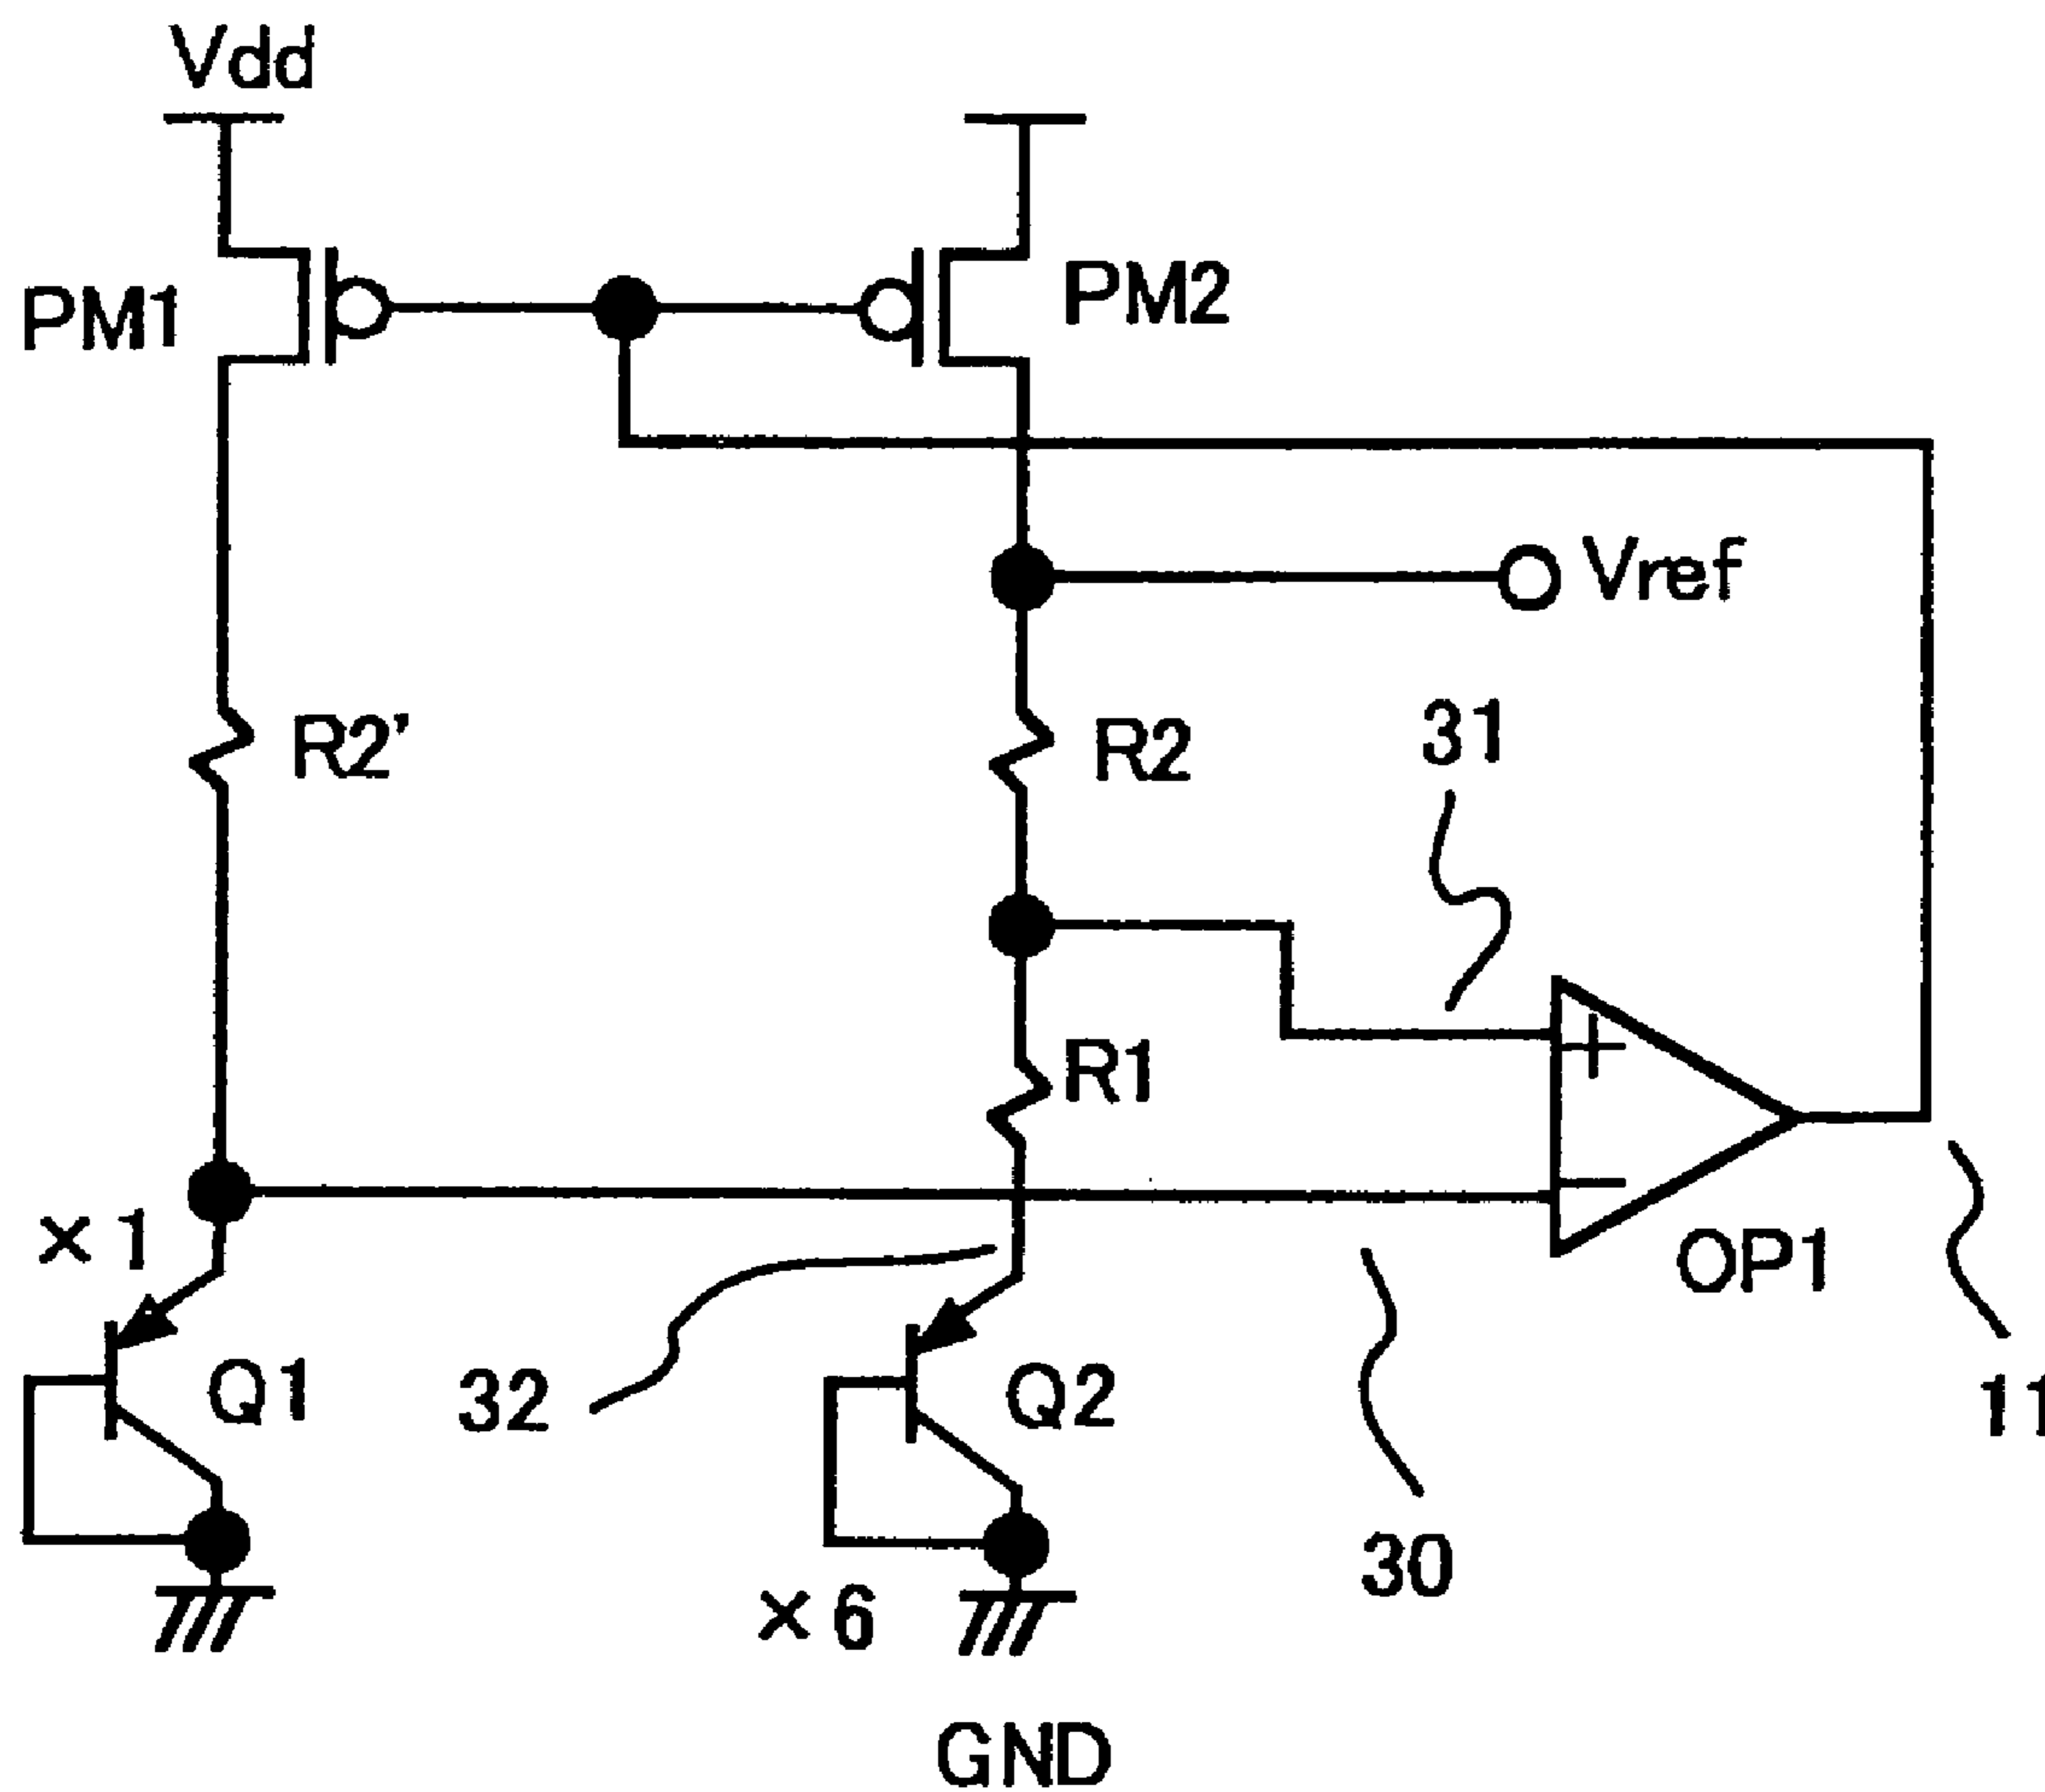 Vdd
PM1
PM2
Vref
R2'
R2
31
R1
+
−
OP1
×1
Q1
32
Q2
30
11
×6
GND